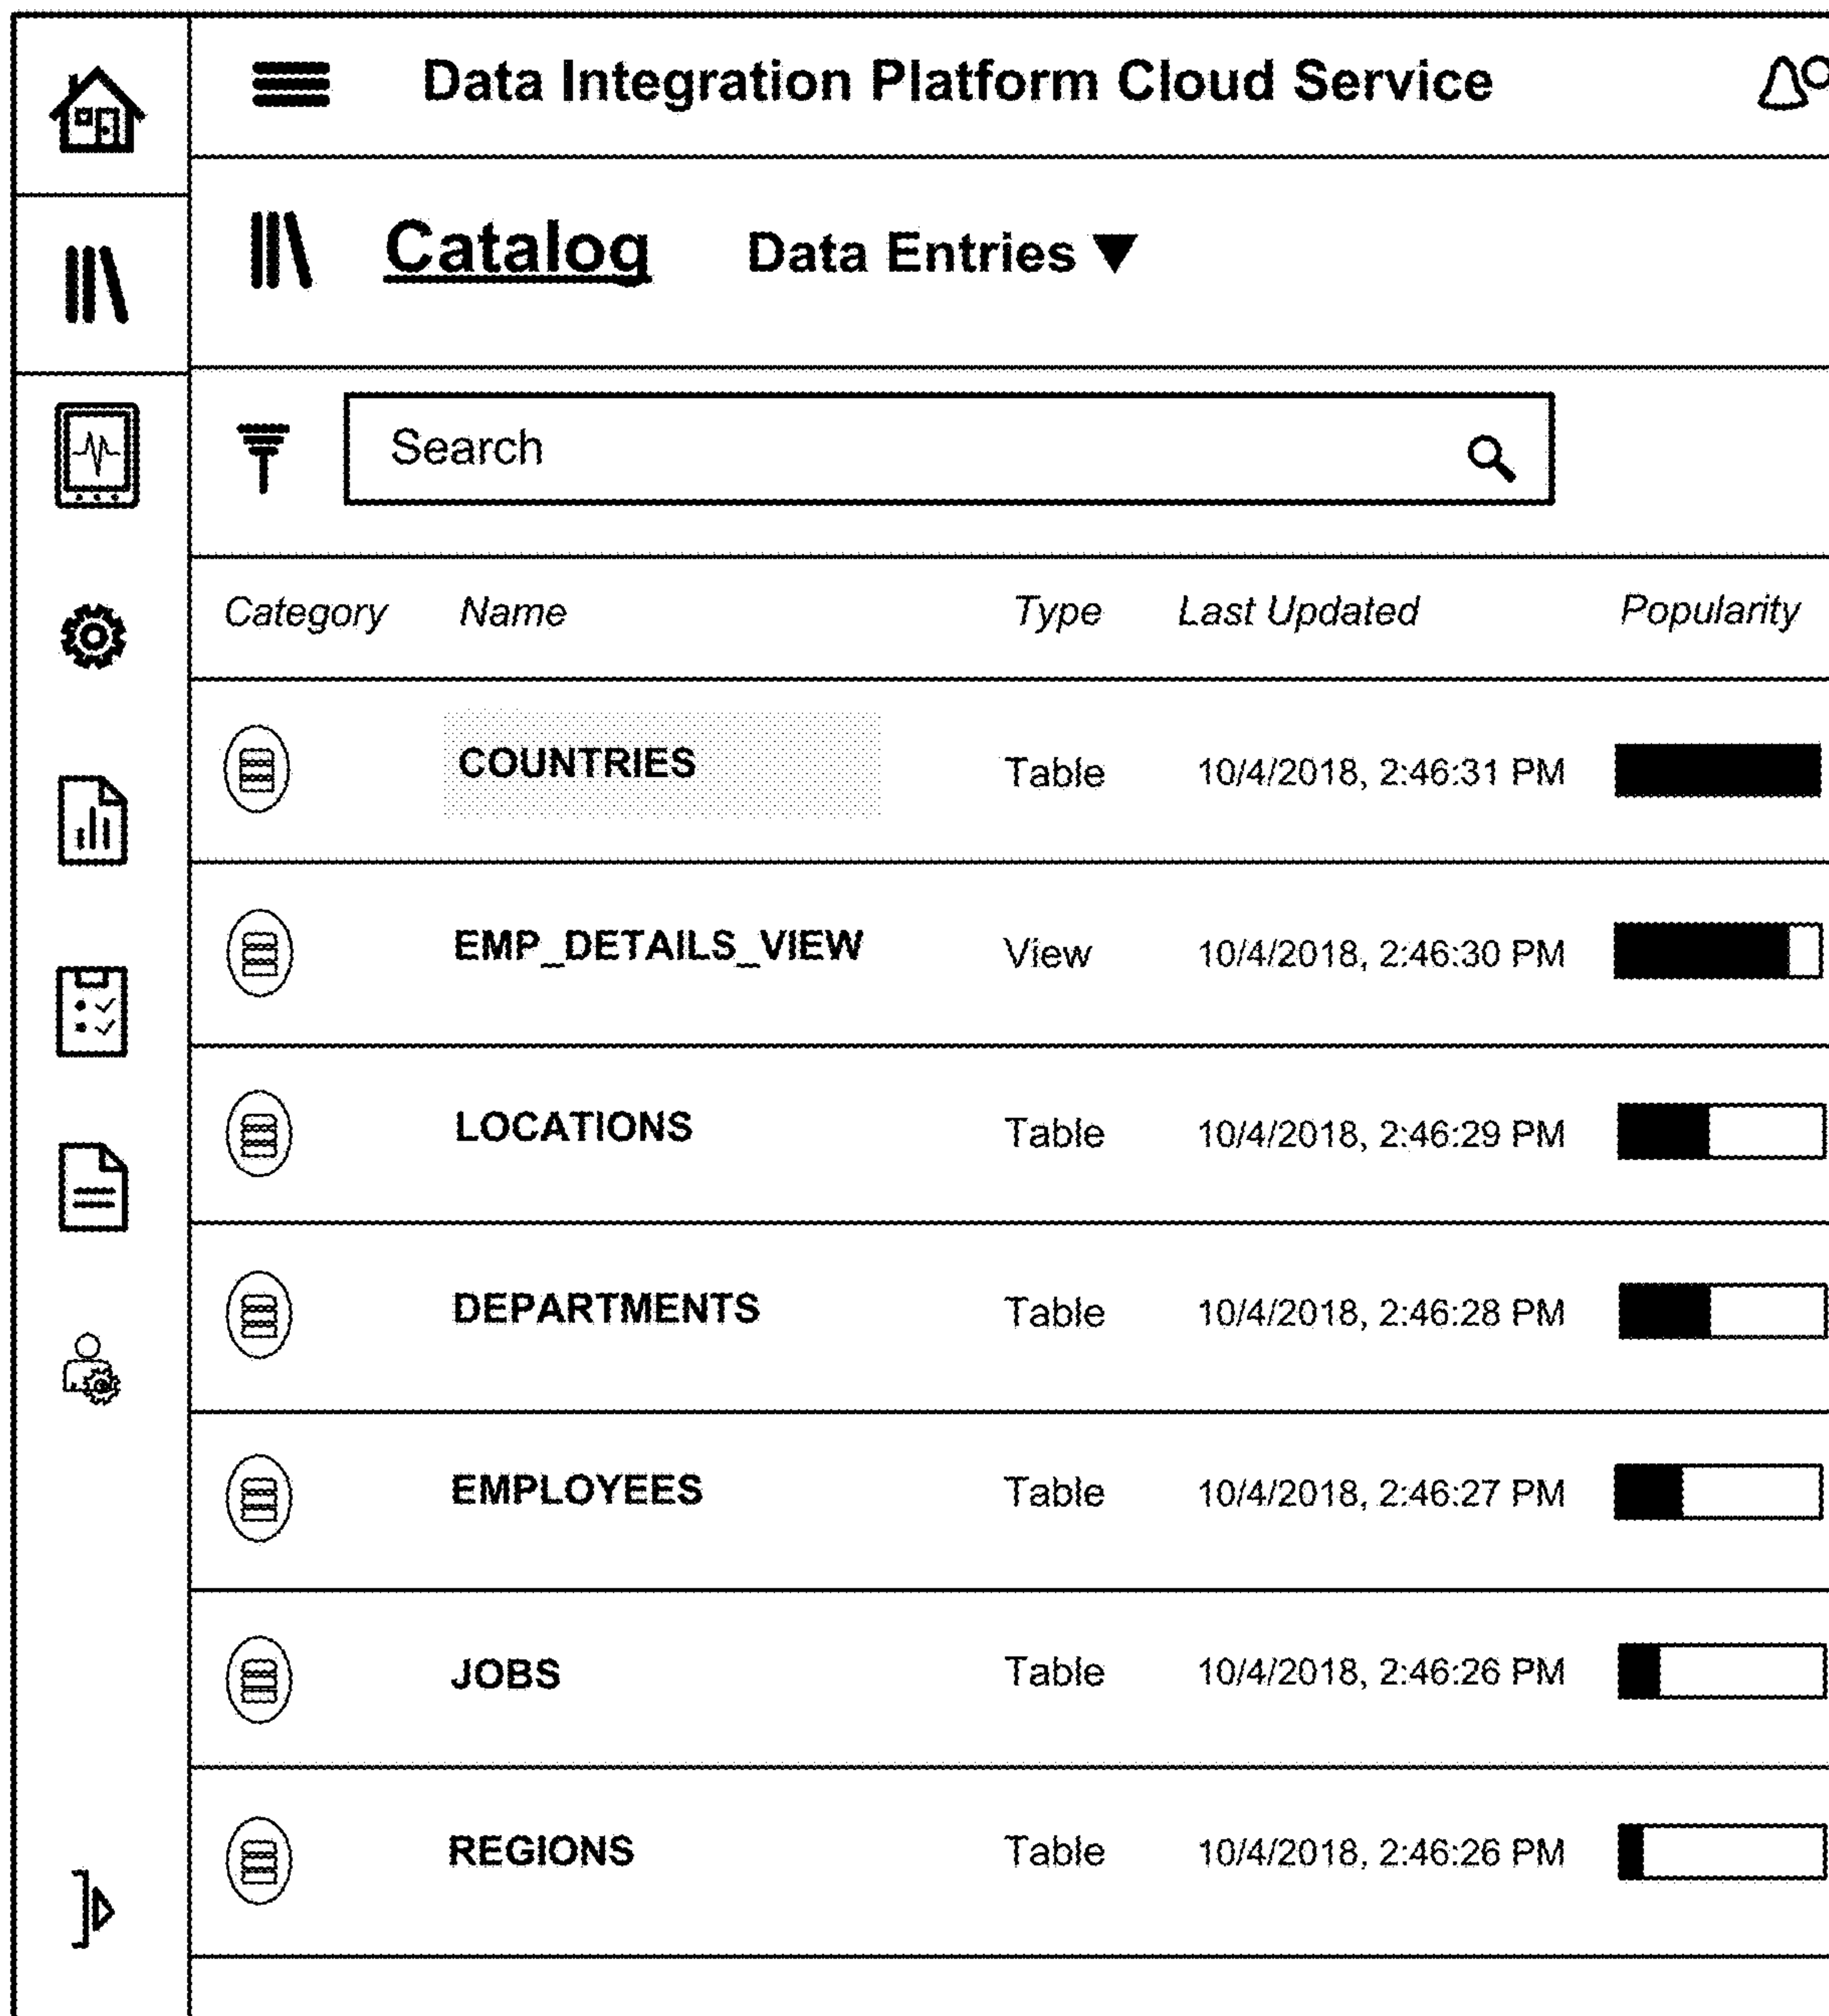 Data Integration Platform Cloud Service
Catalog Data Entries
Search
Category Name Type Last Updated Popularity
COUNTRIES Table 10/4/2018, 2:46:31 PM
EMP_DETAILS_VIEW View 10/4/2018, 2:46:30 PM
LOCATIONS Table 10/4/2018, 2:46:29 PM
DEPARTMENTS Table 10/4/2018, 2:46:28 PM
EMPLOYEES Table 10/4/2018, 2:46:27 PM
JOBS Table 10/4/2018, 2:46:26 PM
REGIONS Table 10/4/2018, 2:46:26 PM